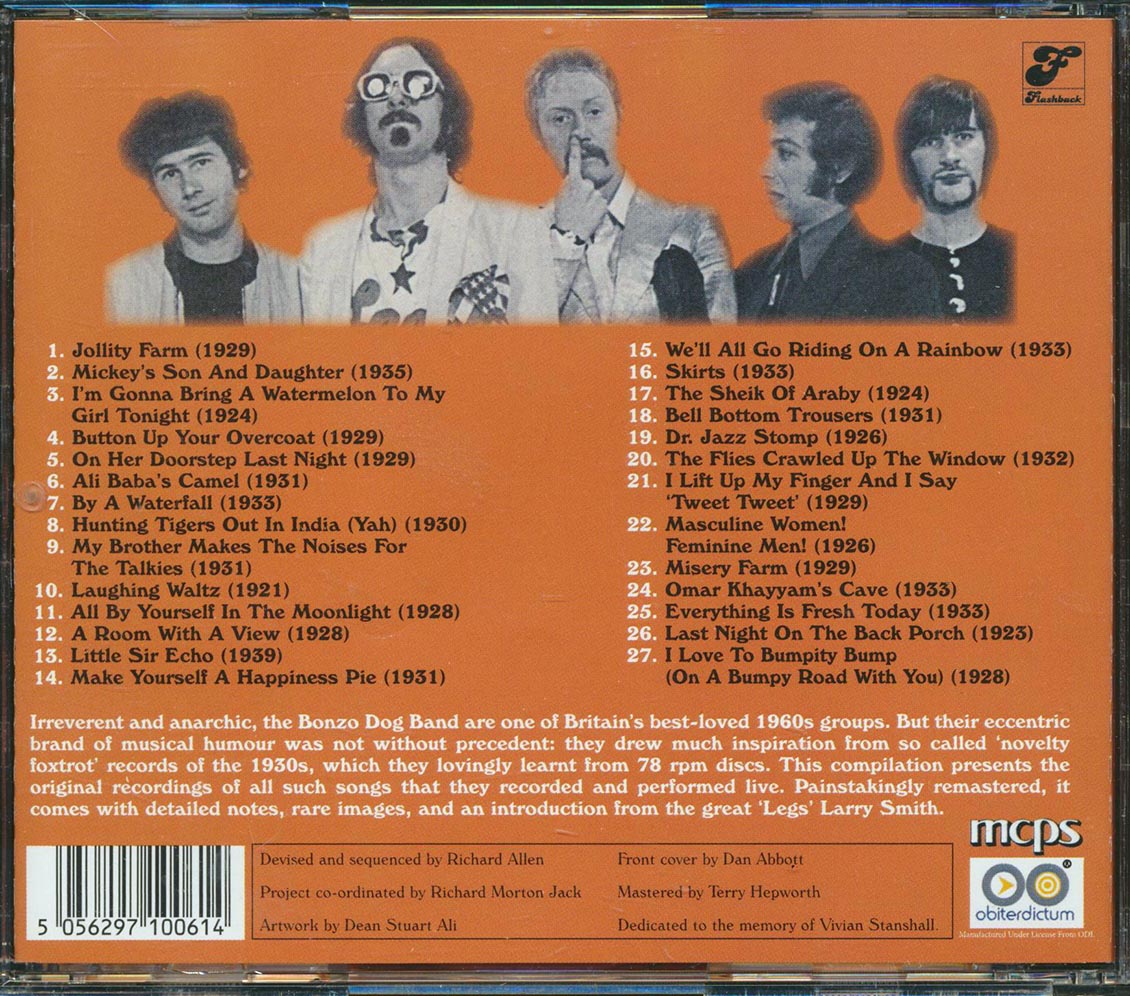 Flashback
1. Jollity Farm (1929)
2. Mickey's Son And Daughter (1935)
3. I'm Gonna Bring A Watermelon To My
Girl Tonight (1924)
4. Button Up Your Overcoat (1929)
5. On Her Doorstep Last Night (1929)
6. Ali Baba's Camel (1931)
7. By A Waterfall (1933)
8. Hunting Tigers Out In India (Yah) (1930)
9. My Brother Makes The Noises For
The Talkies (1931)
10. Laughing Waltz (1921)
11. All By Yourself In The Moonlight (1928)
12. A Room With A View (1928)
13. Little Sir Echo (1939)
14. Make Yourself A Happiness Pie (1931)
15. We'll All Go Riding On A Rainbow (1933)
16. Skirts (1933)
17. The Sheik Of Araby (1924)
18. Bell Bottom Trousers (1931)
19. Dr. Jazz Stomp (1926)
20. The Flies Crawled Up The Window (1932)
21. I Lift Up My Finger And I Say
'Tweet Tweet' (1929)
22. Masculine Women!
Feminine Men! (1926)
23. Misery Farm (1929)
24. Omar Khayyam's Cave (1933)
25. Everything Is Fresh Today (1933)
26. Last Night On The Back Porch (1923)
27. I Love To Bumpity Bump
(On A Bumpy Road With You) (1928)
Irreverent and anarchic, the Bonzo Dog Band are one of Britain's best-loved 1960s groups. But their eccentric
brand of musical humour was not without precedent: they drew much inspiration from so called 'novelty
foxtrot' records of the 1930s, which they lovingly learnt from 78 rpm discs. This compilation presents the
original recordings of all such songs that they recorded and performed live. Painstakingly remastered, it
comes with detailed notes, rare images, and an introduction from the great 'Legs' Larry Smith.
5 056297 100614
Devised and sequenced by Richard Allen
Project co-ordinated by Richard Morton Jack
Artwork by Dean Stuart Ali
Front cover by Dan Abbott
Mastered by Terry Hepworth
Dedicated to the memory of Vivian Stanshall.
mcps
obiterdictum
Manufactured Under License From ODL